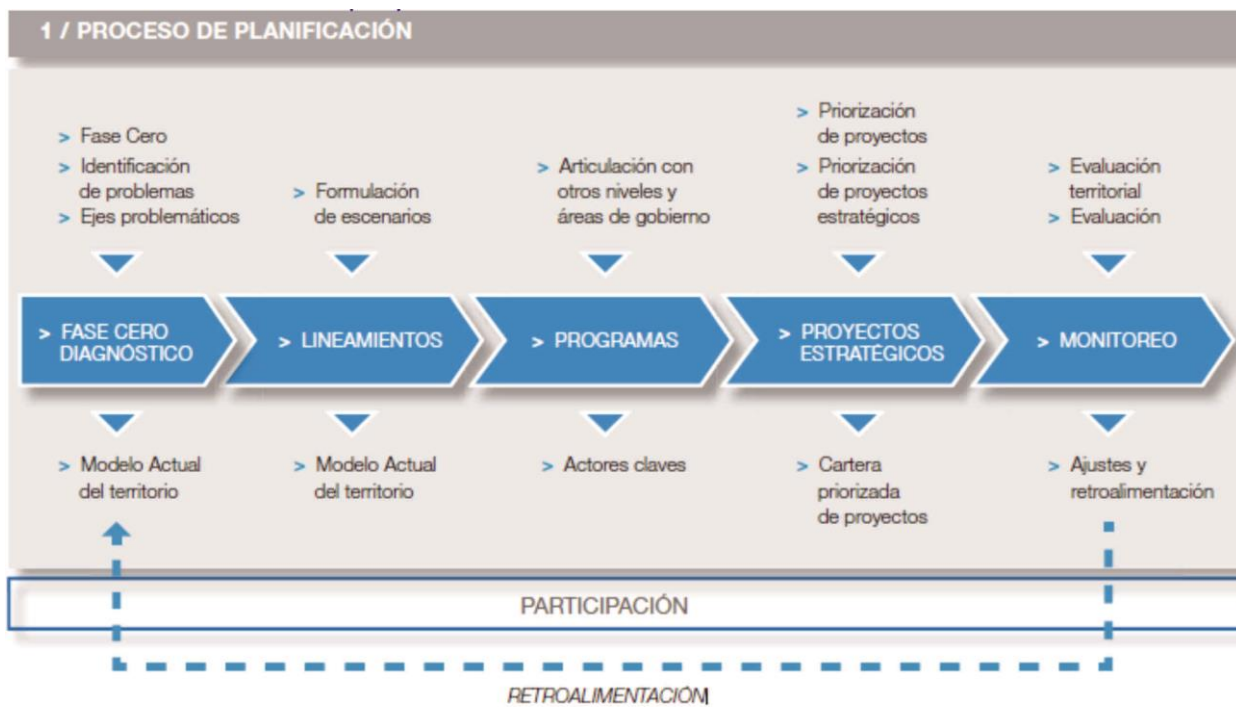 1 / PROCESO DE PLANIFICACIÓN
> Fase Cero
> Identificación
de problemas
> Ejes problemáticos
> Formulación
de escenarios
> Articulación con
otros niveles y
áreas de gobierno
> Priorización
de proyectos
> Priorización
de proyectos
estratégicos
> Evaluación
territorial
> Evaluación
> FASE CERO
DIAGNÓSTICO
> LINEAMIENTOS
> PROGRAMAS
> PROYECTOS
ESTRATÉGICOS
> MONITOREO
> Modelo Actual
del territorio
> Modelo Actual
del territorio
> Actores claves
> Cartera
priorizada
de proyectos
> Ajustes y
retroalimentación
PARTICIPACIÓN
RETROALIMENTACIÓN